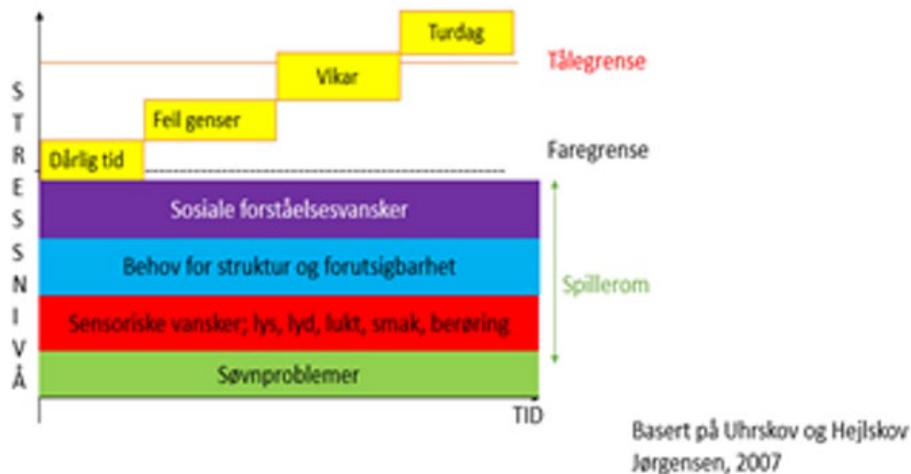 Turdag
Tålegrense
Vikar
Feil genser
Faregrense
Dårlig tid
Sosiale forståelsesvansker
Behov for struktur og forutsigbarhet
Spillerom
Sensoriske vansker; lys, lyd, lukt, smak, berøring
Søvnproblemer
STRESSNIVÅ
TID
Basert på Uhrskov og Hejlskov
Jørgensen, 2007